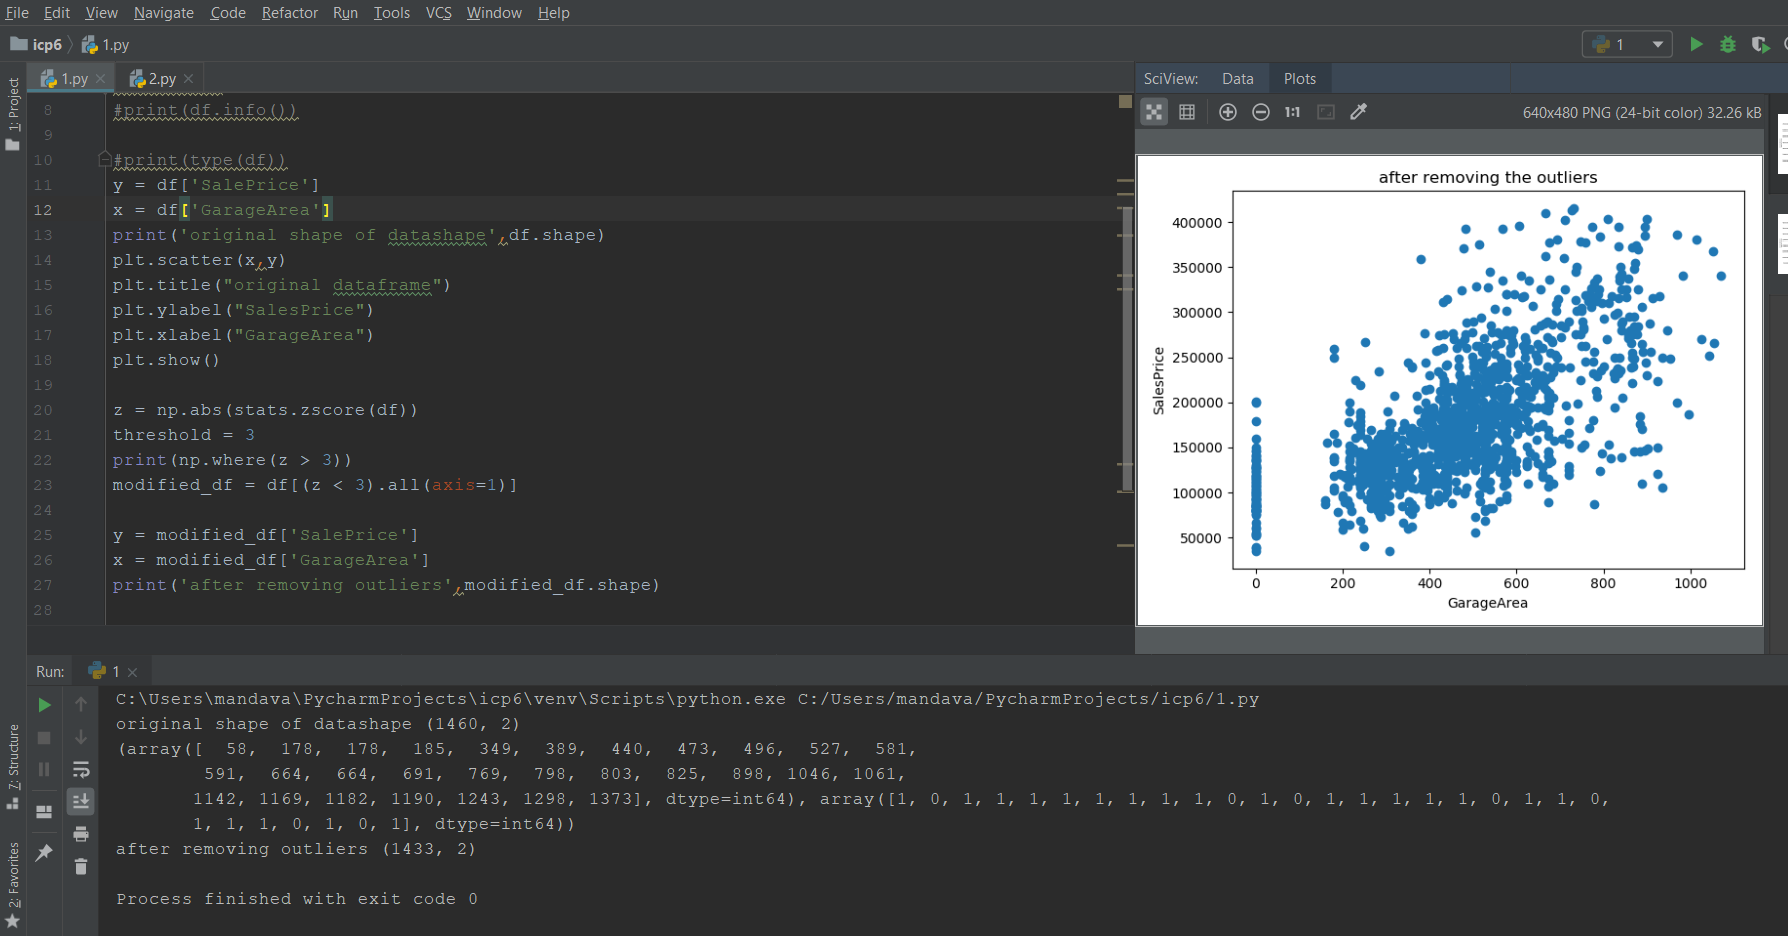 File Edit View Navigate Code Refactor Run Tools VCS Window Help
icp6 1.py
1
1.py 2.py
1: Project
8 #print(df.info())
9
10 #print(type(df))
11 y = df['SalePrice']
12 x = df['GarageArea']
13 print('original shape of datashape',df.shape)
14 plt.scatter(x,y)
15 plt.title("original dataframe")
16 plt.ylabel("SalesPrice")
17 plt.xlabel("GarageArea")
18 plt.show()
19
20 z = np.abs(stats.zscore(df))
21 threshold = 3
22 print(np.where(z > 3))
23 modified_df = df[(z < 3).all(axis=1)]
24
25 y = modified_df['SalePrice']
26 x = modified_df['GarageArea']
27 print('after removing outliers',modified_df.shape)
28
SciView: Data Plots
1:1 640x480 PNG (24-bit color) 32.26 kB
after removing the outliers
400000
350000
300000
250000
200000
150000
100000
50000
SalesPrice
0 200 400 600 800 1000
GarageArea
Run: 1
C:\Users\mandava\PycharmProjects\icp6\venv\Scripts\python.exe C:/Users/mandava/PycharmProjects/icp6/1.py
original shape of datashape (1460, 2)
(array([ 58, 178, 178, 185, 349, 389, 440, 473, 496, 527, 581,
591, 664, 664, 691, 769, 798, 803, 825, 898, 1046, 1061,
1142, 1169, 1182, 1190, 1243, 1298, 1373], dtype=int64), array([1, 0, 1, 1, 1, 1, 1, 1, 1, 1, 0, 1, 0, 1, 1, 1, 1, 1, 0, 1, 1, 0,
1, 1, 1, 0, 1, 0, 1], dtype=int64))
after removing outliers (1433, 2)
Process finished with exit code 0
7: Structure
2: Favorites